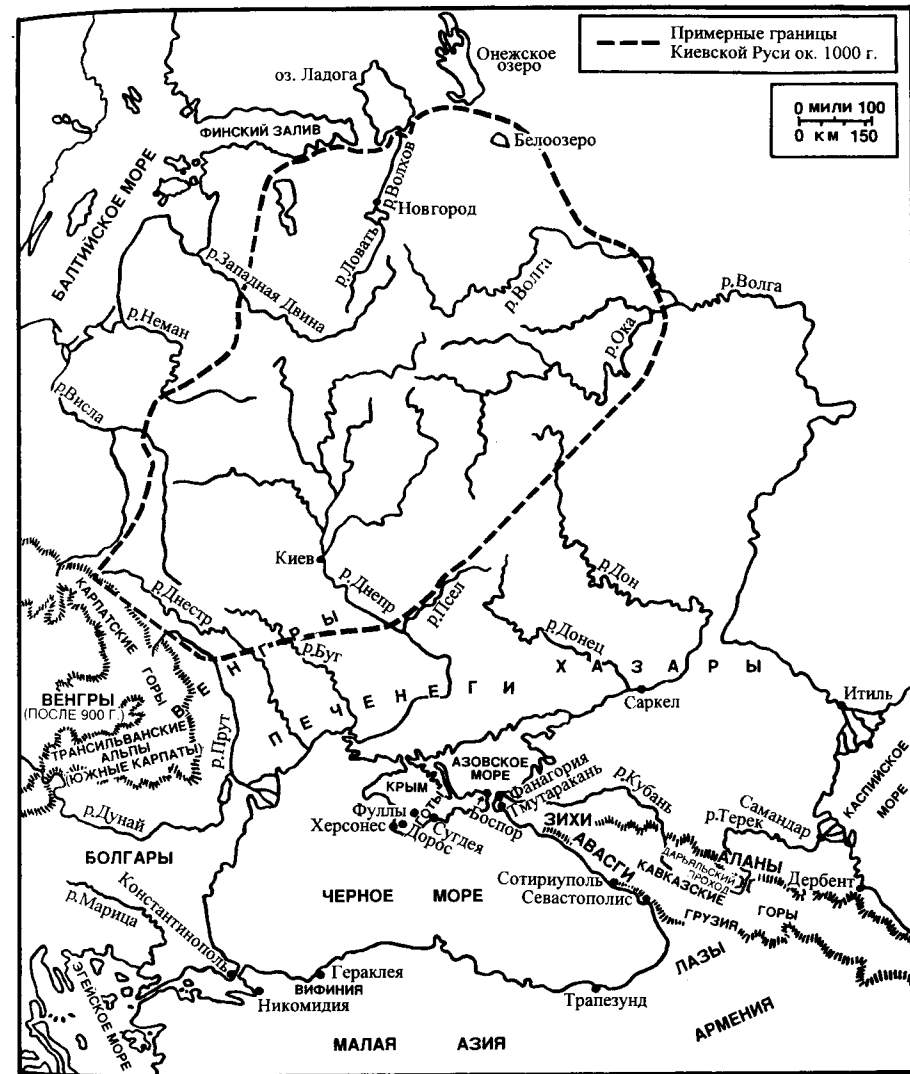 Примерные границы
Киевской Руси ок. 1000 г.
0 МИЛИ 100
0 КМ 150
Онежское
озеро
оз. Ладога
ФИНСКИЙ ЗАЛИВ
Белоозеро
БАЛТИЙСКОЕ МОРЕ
р.Волхов
Новгород
р.Ловать
р.Западная Двина
р.Волга
р.Волга
р.Неман
р.Ока
р.Висла
Киев
р.Днепр
р.Псел
р.Дон
р.Днестр
р.Донец
р.Буг
КАРПАТСКИЕ
ГОРЫ
ВЕНГРЫ
ХАЗАРЫ
ПЕЧЕНЕГИ
ВЕНГРЫ
(ПОСЛЕ 900 Г.)
Саркел
Итиль
ТРАНСИЛЬВАНСКИЕ
АЛЬПЫ
(ЮЖНЫЕ КАРПАТЫ)
р.Прут
АЗОВСКОЕ
МОРЕ
КРЫМ
Фанагория
Тмутаракань
р.Кубань
КАСПИЙСКОЕ МОРЕ
р.Дунай
Фуллы
ГОТЫ
Боспор
Сугдея
Херсонес
Дорос
ЗИХИ
Самандар
р.Терек
АВАСГИ
АЛАНЫ
ДАРЬЯЛЬСКИЙ
ПРОХОД
Дербент
БОЛГАРЫ
КАВКАЗСКИЕ
ГОРЫ
Сотириуполь
Севастополис
ЧЕРНОЕ МОРЕ
ГРУЗИЯ
Константинополь
р.Марица
ЛАЗЫ
Гераклея
ВИФИНИЯ
Никомидия
Трапезунд
ЭГЕЙСКОЕ МОРЕ
АРМЕНИЯ
МАЛАЯ АЗИЯ